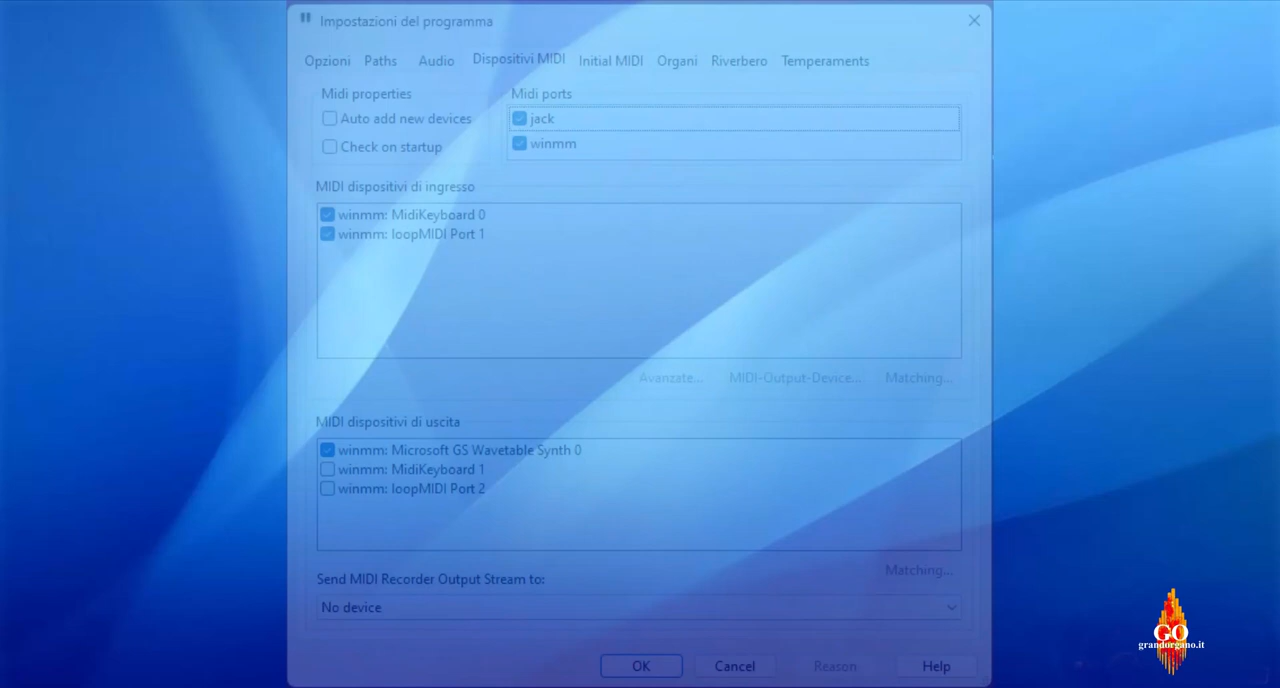 Impostazioni del programma
Opzioni Paths Audio Dispositivi MIDI Initial MIDI Organi Riverbero Temperaments
Midi properties
Auto add new devices
Check on startup
Midi ports
jack
winmm
MIDI dispositivi di ingresso
winmm: MidiKeyboard 0
winmm: loopMIDI Port 1
Avanzate... MIDI-Output-Device... Matching...
MIDI dispositivi di uscita
winmm: Microsoft GS Wavetable Synth 0
winmm: MidiKeyboard 1
winmm: loopMIDI Port 2
Matching...
Send MIDI Recorder Output Stream to:
No device
OK Cancel Reason Help
GO
grandorgano.it